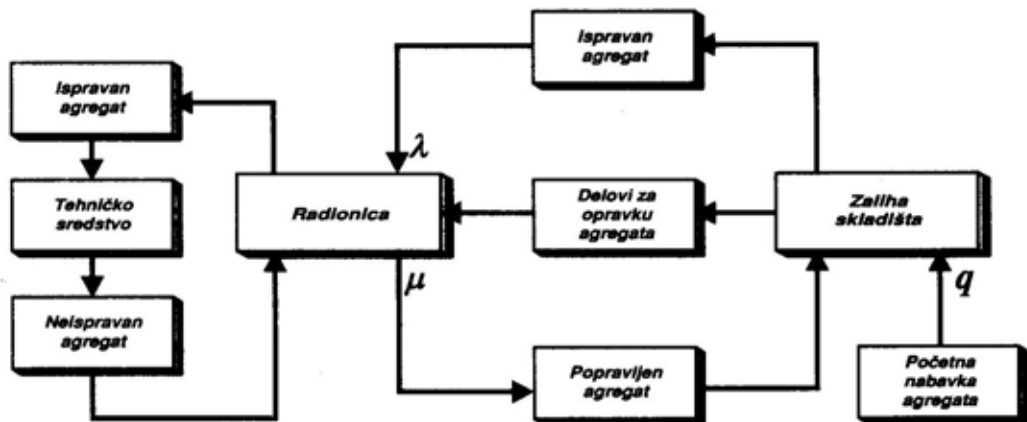 Ispravan
agregat
Tehničko
sredstvo
Neispravan
agregat
Radionica
λ
μ
Ispravan
agregat
Delovi za
opravku
agregata
Popravljen
agregat
Zaliha
skladišta
q
Početna
nabavka
agregata